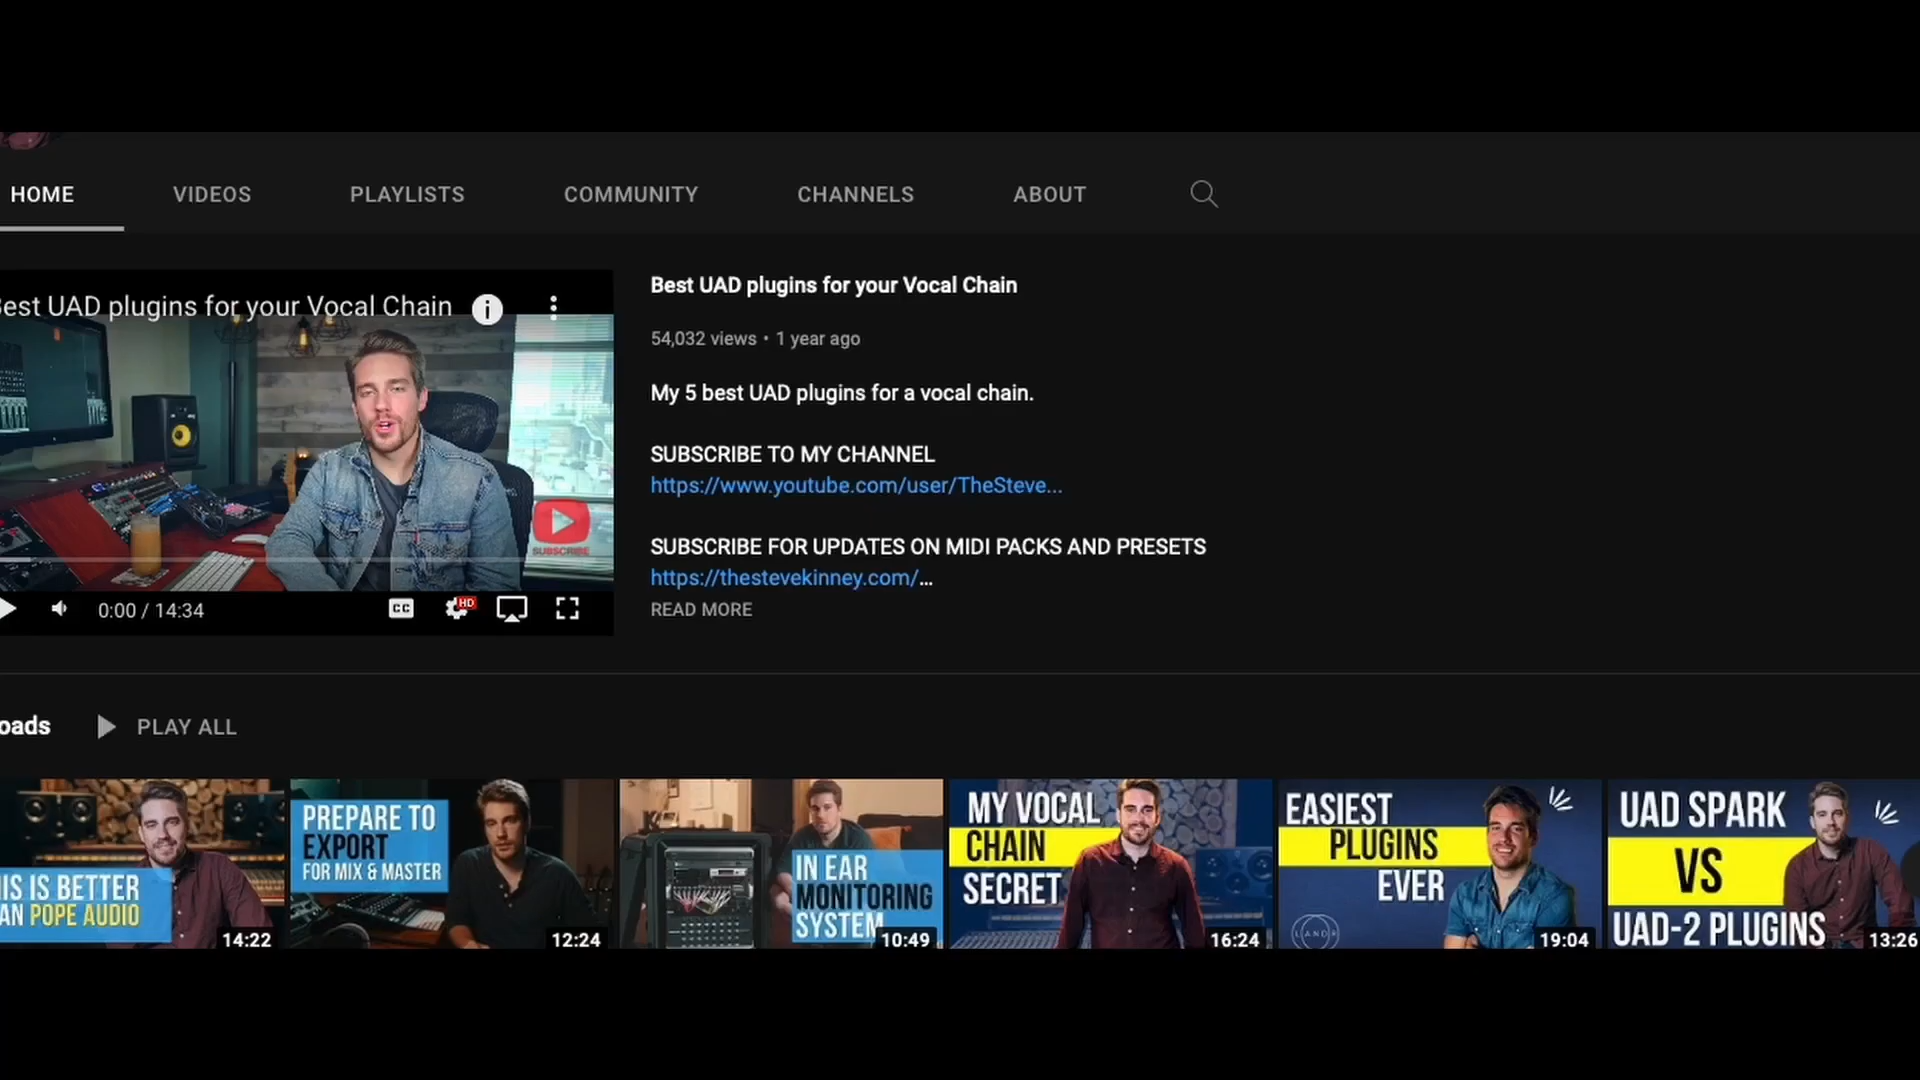 HOME VIDEOS PLAYLISTS COMMUNITY CHANNELS ABOUT
est UAD plugins for your Vocal Chain
SUBSCRIBE
0:00 / 14:34
CC
HD
Best UAD plugins for your Vocal Chain
54,032 views • 1 year ago
My 5 best UAD plugins for a vocal chain.
SUBSCRIBE TO MY CHANNEL
https://www.youtube.com/user/TheSteve...
SUBSCRIBE FOR UPDATES ON MIDI PACKS AND PRESETS
https://thestevekinney.com/...
READ MORE
oads PLAY ALL
IS IS BETTER
AN POPE AUDIO
14:22
PREPARE TO
EXPORT
FOR MIX & MASTER
12:24
IN EAR
MONITORING
SYSTEM
10:49
MY VOCAL
CHAIN
SECRET
16:24
EASIEST
PLUGINS
EVER
LANDR
19:04
UAD SPARK
VS
UAD-2 PLUGINS
13:26